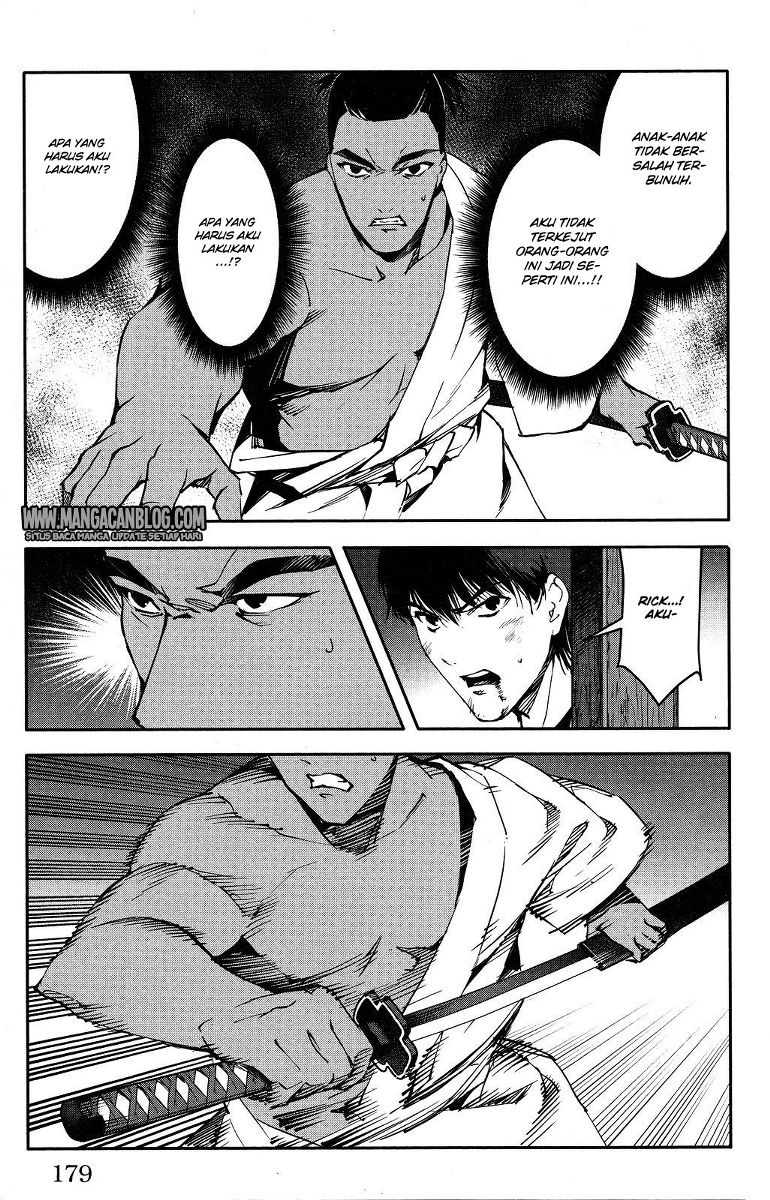 ANAK-ANAK
TIDAK BER-
SALAH TER-
BUNUH.
AKU TIDAK
TERKEJUT
ORANG-ORANG
INI JADI SE-
PERTI INI...!!
APA YANG
HARUS AKU
LAKUKAN
...!?
APA YANG
HARUS AKU
LAKUKAN!?
WWW.MANGACANBLOG.COM
SITUS BACA MANGA UPDATE SETIAP HARI
RICK...!
AKU-
179